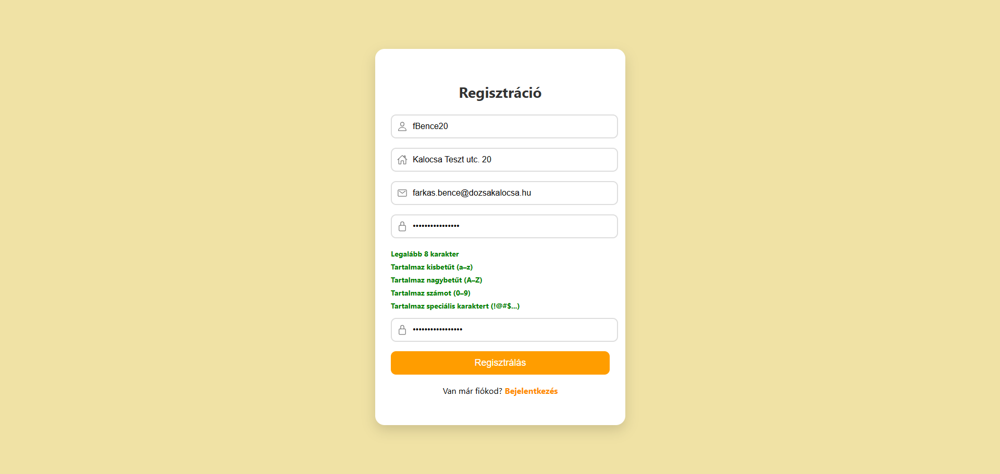 Regisztráció
fBence20
Kalocsa Teszt utc. 20
farkas.bence@dozsakalocsa.hu
••••••••••••••••
Legalább 8 karakter
Tartalmaz kisbetűt (a–z)
Tartalmaz nagybetűt (A–Z)
Tartalmaz számot (0–9)
Tartalmaz speciális karaktert (!@#$...)
•••••••••••••••••
Regisztrálás
Van már fiókod? Bejelentkezés